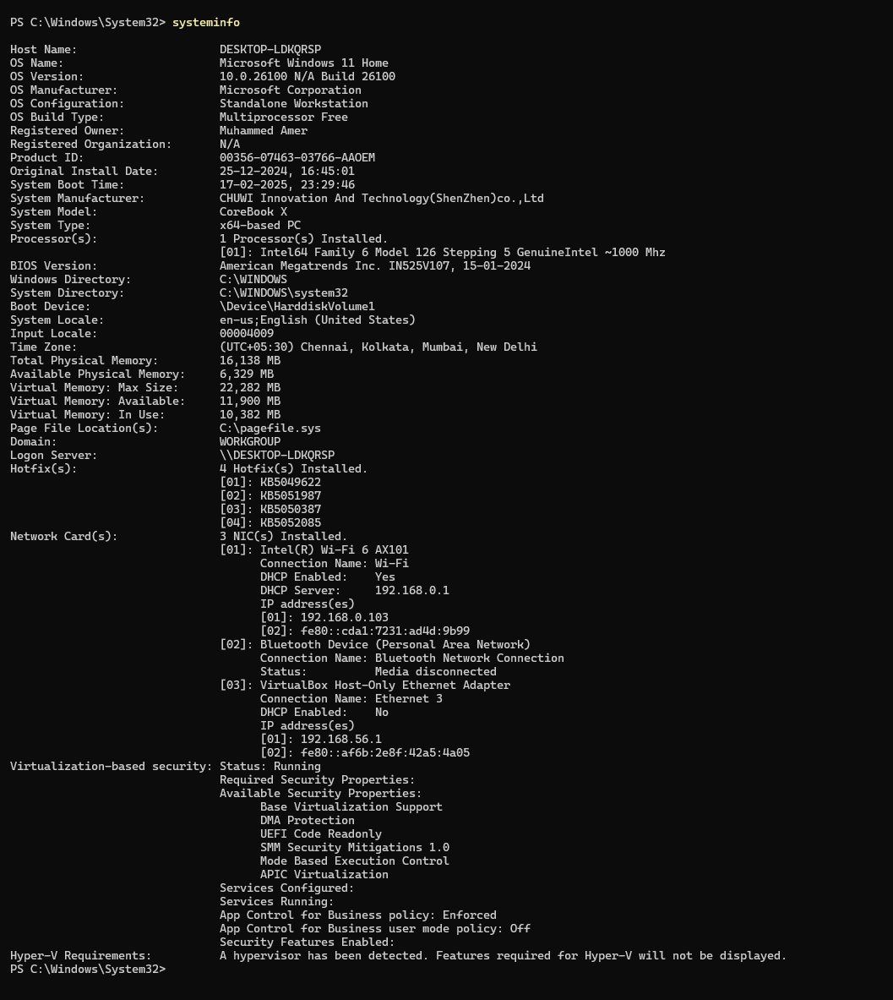 PS C:\Windows\System32> systeminfo
Host Name:                     DESKTOP-LDKQRSP
OS Name:                       Microsoft Windows 11 Home
OS Version:                    10.0.26100 N/A Build 26100
OS Manufacturer:               Microsoft Corporation
OS Configuration:              Standalone Workstation
OS Build Type:                 Multiprocessor Free
Registered Owner:              Muhammed Amer
Registered Organization:       N/A
Product ID:                    00356-07463-03766-AAOEM
Original Install Date:         25-12-2024, 16:45:01
System Boot Time:              17-02-2025, 23:29:46
System Manufacturer:           CHUWI Innovation And Technology(ShenZhen)co.,Ltd
System Model:                  CoreBook X
System Type:                   x64-based PC
Processor(s):                  1 Processor(s) Installed.
                               [01]: Intel64 Family 6 Model 126 Stepping 5 GenuineIntel ~1000 Mhz
BIOS Version:                  American Megatrends Inc. IN525V107, 15-01-2024
Windows Directory:             C:\WINDOWS
System Directory:              C:\WINDOWS\system32
Boot Device:                   \Device\HarddiskVolume1
System Locale:                 en-us;English (United States)
Input Locale:                  00004009
Time Zone:                     (UTC+05:30) Chennai, Kolkata, Mumbai, New Delhi
Total Physical Memory:         16,138 MB
Available Physical Memory:     6,329 MB
Virtual Memory: Max Size:      22,282 MB
Virtual Memory: Available:     11,900 MB
Virtual Memory: In Use:        10,382 MB
Page File Location(s):         C:\pagefile.sys
Domain:                        WORKGROUP
Logon Server:                  \\DESKTOP-LDKQRSP
Hotfix(s):                     4 Hotfix(s) Installed.
                               [01]: KB5049622
                               [02]: KB5051987
                               [03]: KB5050387
                               [04]: KB5052085
Network Card(s):               3 NIC(s) Installed.
                               [01]: Intel(R) Wi-Fi 6 AX101
                                     Connection Name: Wi-Fi
                                     DHCP Enabled:    Yes
                                     DHCP Server:     192.168.0.1
                                     IP address(es)
                                     [01]: 192.168.0.103
                                     [02]: fe80::cda1:7231:ad4d:9b99
                               [02]: Bluetooth Device (Personal Area Network)
                                     Connection Name: Bluetooth Network Connection
                                     Status:          Media disconnected
                               [03]: VirtualBox Host-Only Ethernet Adapter
                                     Connection Name: Ethernet 3
                                     DHCP Enabled:    No
                                     IP address(es)
                                     [01]: 192.168.56.1
                                     [02]: fe80::af6b:2e8f:42a5:4a05
Virtualization-based security: Status: Running
                               Required Security Properties:
                               Available Security Properties:
                                     Base Virtualization Support
                                     DMA Protection
                                     UEFI Code Readonly
                                     SMM Security Mitigations 1.0
                                     Mode Based Execution Control
                                     APIC Virtualization
                               Services Configured:
                               Services Running:
                               App Control for Business policy: Enforced
                               App Control for Business user mode policy: Off
                               Security Features Enabled:
Hyper-V Requirements:          A hypervisor has been detected. Features required for Hyper-V will not be displayed.
PS C:\Windows\System32>